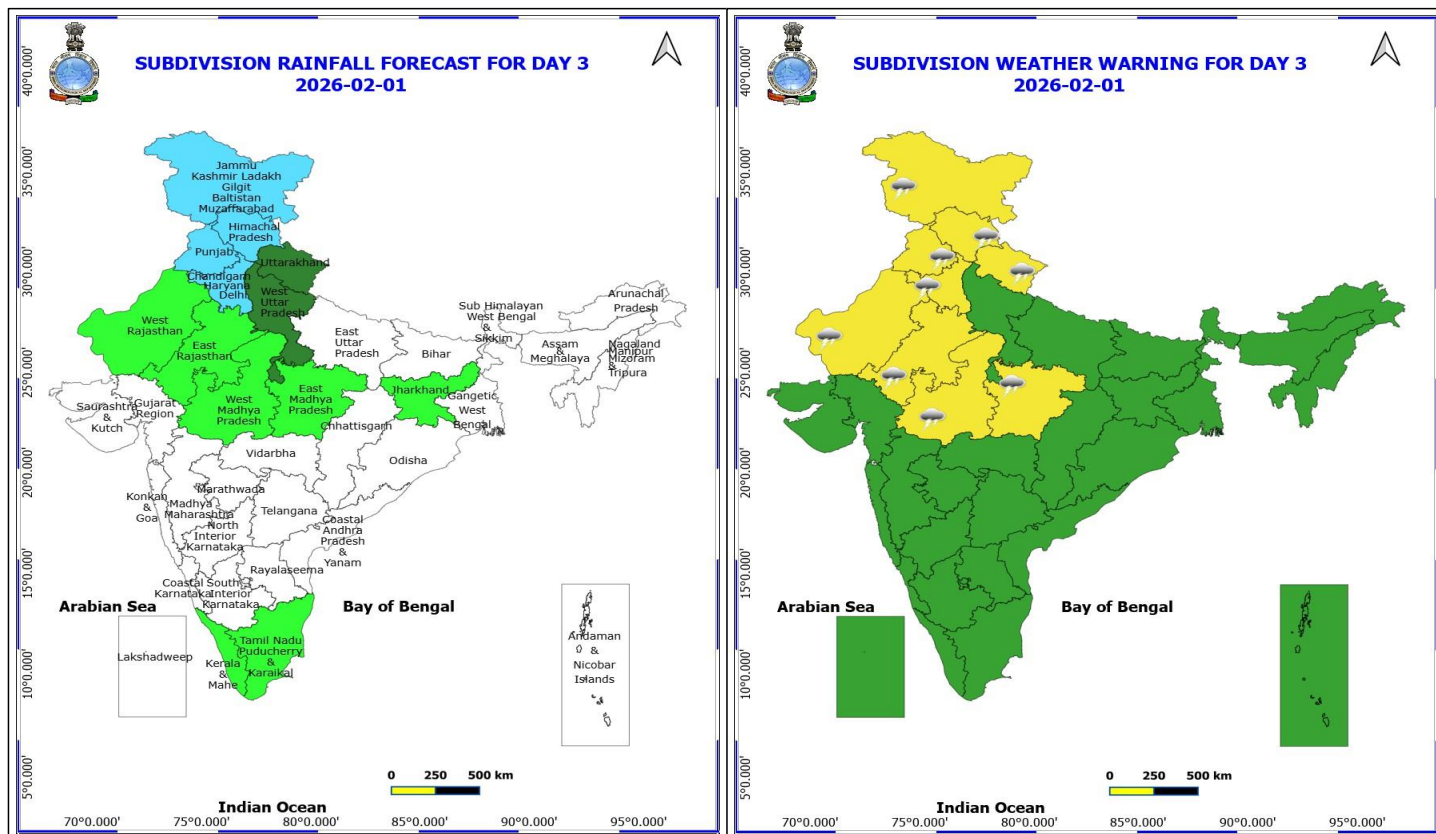 SUBDIVISION RAINFALL FORECAST FOR DAY 3
2026-02-01
40°0.000'
35°0.000'
30°0.000'
25°0.000'
20°0.000'
15°0.000'
10°0.000'
5°0.000'
Jammu
Kashmir Ladakh
Gilgit
Baltistan
Muzaffarabad
Himachal
Pradesh
Punjab
Uttarakhand
Chandigarh
Haryana
Delhi
West
Uttar
Pradesh
West
Rajasthan
East
Rajasthan
East
Uttar
Pradesh
Bihar
Sub Himalayan
West Bengal
&
Sikkim
Arunachal
Pradesh
Assam
&
Meghalaya
Nagaland
Manipur
Mizoram
&
Tripura
Saurashtra
&
Kutch
Gujarat
Region
West
Madhya
Pradesh
East
Madhya
Pradesh
Jharkhand
Gangetic
West
Bengal
Chhattisgarh
Vidarbha
Odisha
Konkan
&
Goa
Marathwada
Madhya
Maharashtra
Telangana
North
Interior
Karnataka
Coastal
Andhra
Pradesh
&
Yanam
Rayalaseema
Coastal
Karnataka
South
Interior
Karnataka
Arabian Sea
Bay of Bengal
Lakshadweep
Kerala
&
Mahe
Tamil Nadu
Puducherry
&
Karaikal
Andaman
&
Nicobar
Islands
0 250 500 km
Indian Ocean
70°0.000' 75°0.000' 80°0.000' 85°0.000' 90°0.000' 95°0.000'
SUBDIVISION WEATHER WARNING FOR DAY 3
2026-02-01
40°0.000'
35°0.000'
30°0.000'
25°0.000'
20°0.000'
15°0.000'
10°0.000'
5°0.000'
Arabian Sea
Bay of Bengal
0 250 500 km
Indian Ocean
70°0.000' 75°0.000' 80°0.000' 85°0.000' 90°0.000' 95°0.000'